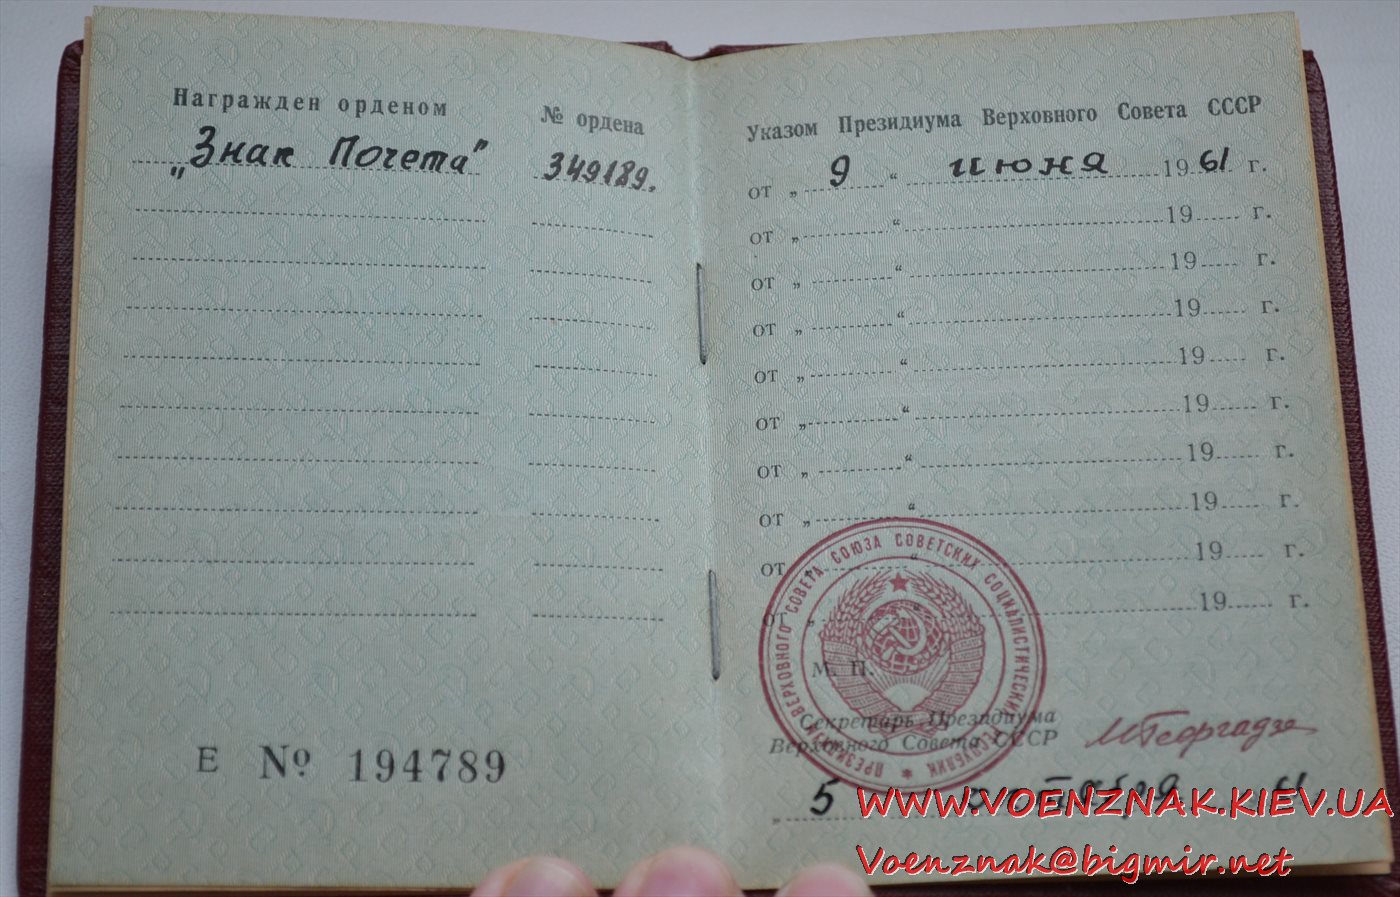 Награжден орденом
№ ордена
„Знак Почета"
349189.
Е № 194789
Указом Президиума Верховного Совета СССР
от „ 9 “ июня 1961 г.
от „ “ 19 г.
от „ “ 19 г.
от „ “ 19 г.
от „ “ 19 г.
от „ “ 19 г.
от „ “ 19 г.
от „ “ 19 г.
от „ “ 19 г.
от „ “ 19 г.
ПРЕЗИДИУМ ВЕРХОВНОГО СОВЕТА СОЮЗА СОВЕТСКИХ СОЦИАЛИСТИЧЕСКИХ РЕСПУБЛИК
М. П.
Секретарь Президиума
Верховного Совета СССР
МГеоргадзе
„ 5
WWW.VOENZNAK.KIEV.UA
Voenznak@bigmir.net